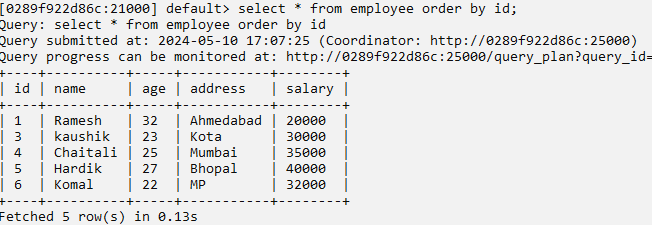 [0289f922d86c:21000] default> select * from employee order by id;
Query: select * from employee order by id
Query submitted at: 2024-05-10 17:07:25 (Coordinator: http://0289f922d86c:25000)
Query progress can be monitored at: http://0289f922d86c:25000/query_plan?query_id=
+----+----------+-----+-----------+--------+
| id | name     | age | address   | salary |
+----+----------+-----+-----------+--------+
| 1  | Ramesh   | 32  | Ahmedabad | 20000  |
| 3  | kaushik  | 23  | Kota      | 30000  |
| 4  | Chaitali | 25  | Mumbai    | 35000  |
| 5  | Hardik   | 27  | Bhopal    | 40000  |
| 6  | Komal    | 22  | MP        | 32000  |
+----+----------+-----+-----------+--------+
Fetched 5 row(s) in 0.13s